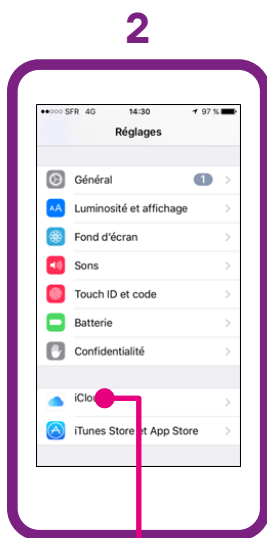 2
SFR 4G 14:30 97 %
Réglages
Général 1
Luminosité et affichage
Fond d'écran
Sons
Touch ID et code
Batterie
Confidentialité
iClou
iTunes Store et App Store